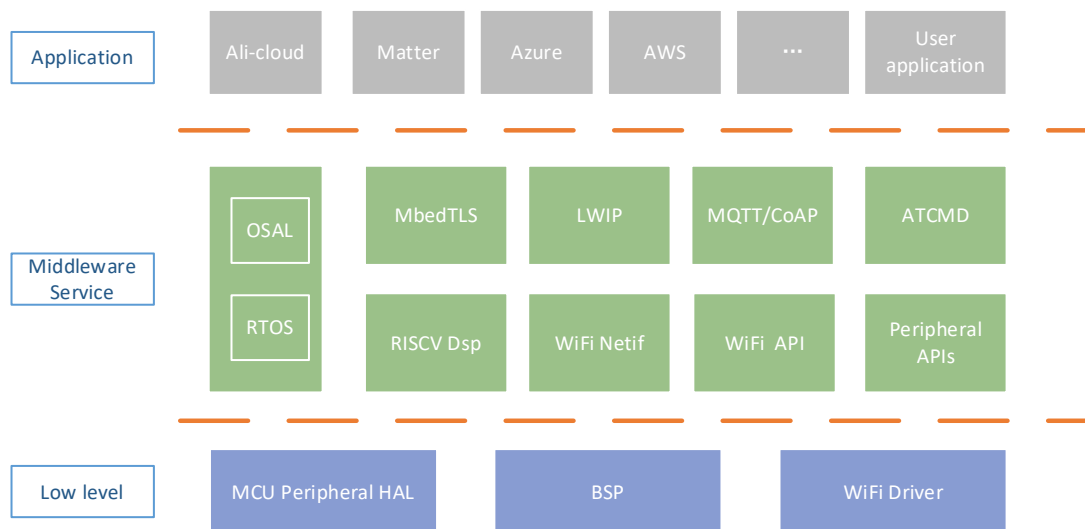 Application
Ali-cloud
Matter
Azure
AWS
...
User
application
Middleware
Service
OSAL
RTOS
MbedTLS
LWIP
MQTT/CoAP
ATCMD
RISCV Dsp
WiFi Netif
WiFi API
Peripheral
APIs
Low level
MCU Peripheral HAL
BSP
WiFi Driver